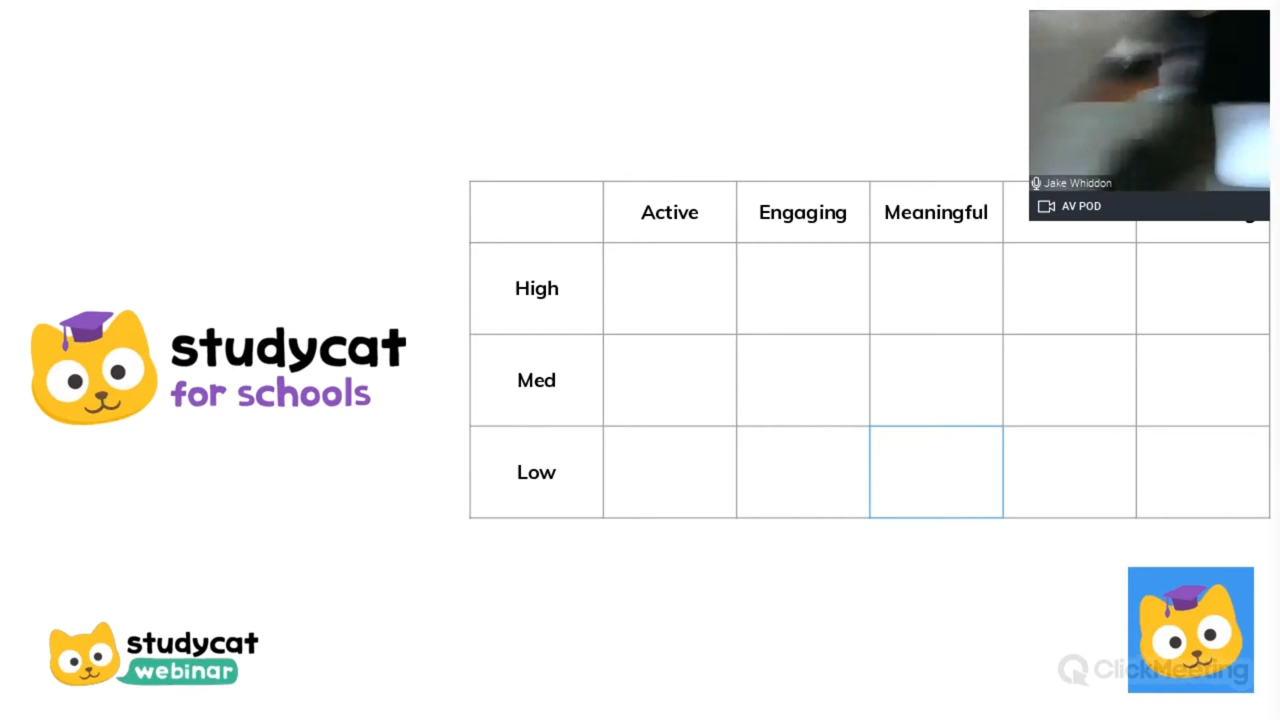 Jake Whiddon
AV POD
Active Engaging Meaningful
High
Med
Low
studycat
for schools
studycat
webinar
ClickMeeting